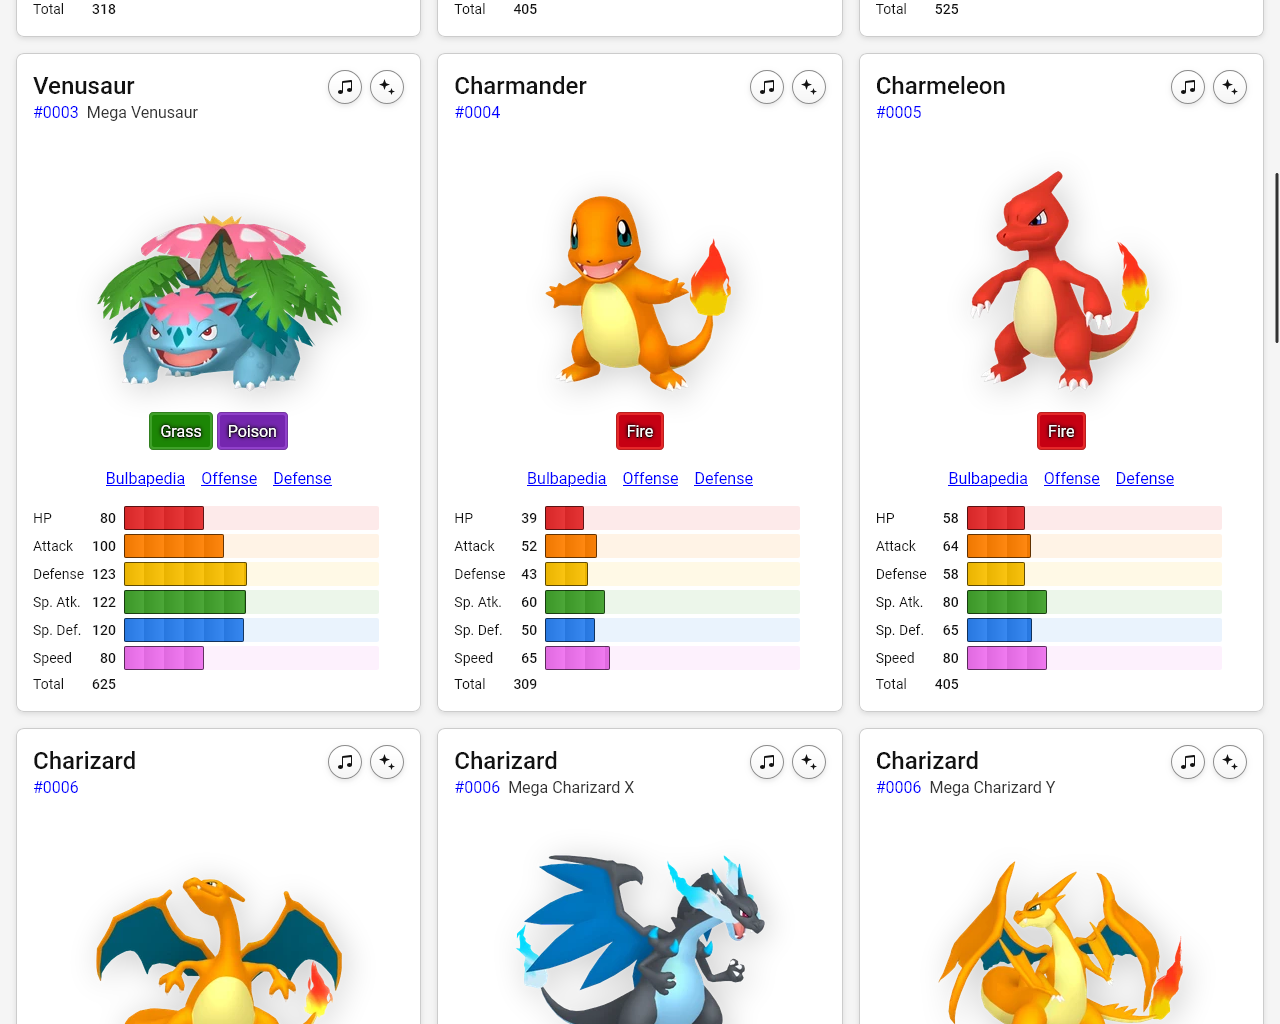 Total 318
Total 405
Total 525
Venusaur
#0003 Mega Venusaur
Grass Poison
Bulbapedia Offense Defense
HP 80
Attack 100
Defense 123
Sp. Atk. 122
Sp. Def. 120
Speed 80
Total 625
Charmander
#0004
Fire
Bulbapedia Offense Defense
HP 39
Attack 52
Defense 43
Sp. Atk. 60
Sp. Def. 50
Speed 65
Total 309
Charmeleon
#0005
Fire
Bulbapedia Offense Defense
HP 58
Attack 64
Defense 58
Sp. Atk. 80
Sp. Def. 65
Speed 80
Total 405
Charizard
#0006
Charizard
#0006 Mega Charizard X
Charizard
#0006 Mega Charizard Y